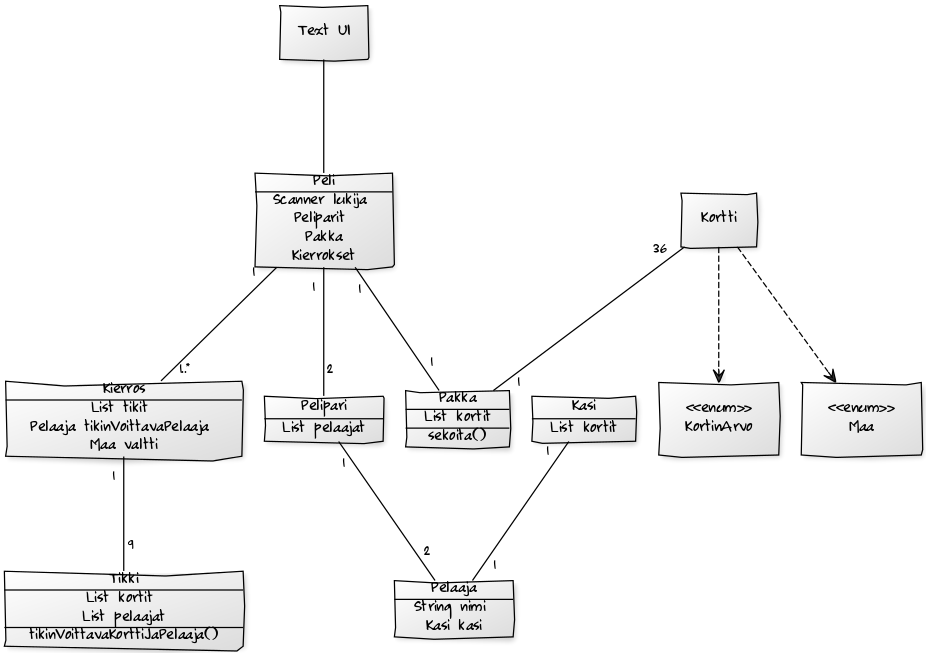 Text UI
Peli
Scanner lukija
Peliparit
Pakka
Kierrokset
Kortti
36
1
1
1
1..*
2
1
1
Kierros
List tikit
Pelaaja tikinVoittavaPelaaja
Maa valtti
Pelipari
List pelaajat
Pakka
List kortit
sekoita()
Kasi
List kortit
<<enum>>
KortinArvo
<<enum>>
Maa
1
1
1
9
2
1
Tikki
List kortit
List pelaajat
tikinVoittavaKorttiJaPelaaja()
Pelaaja
String nimi
Kasi kasi